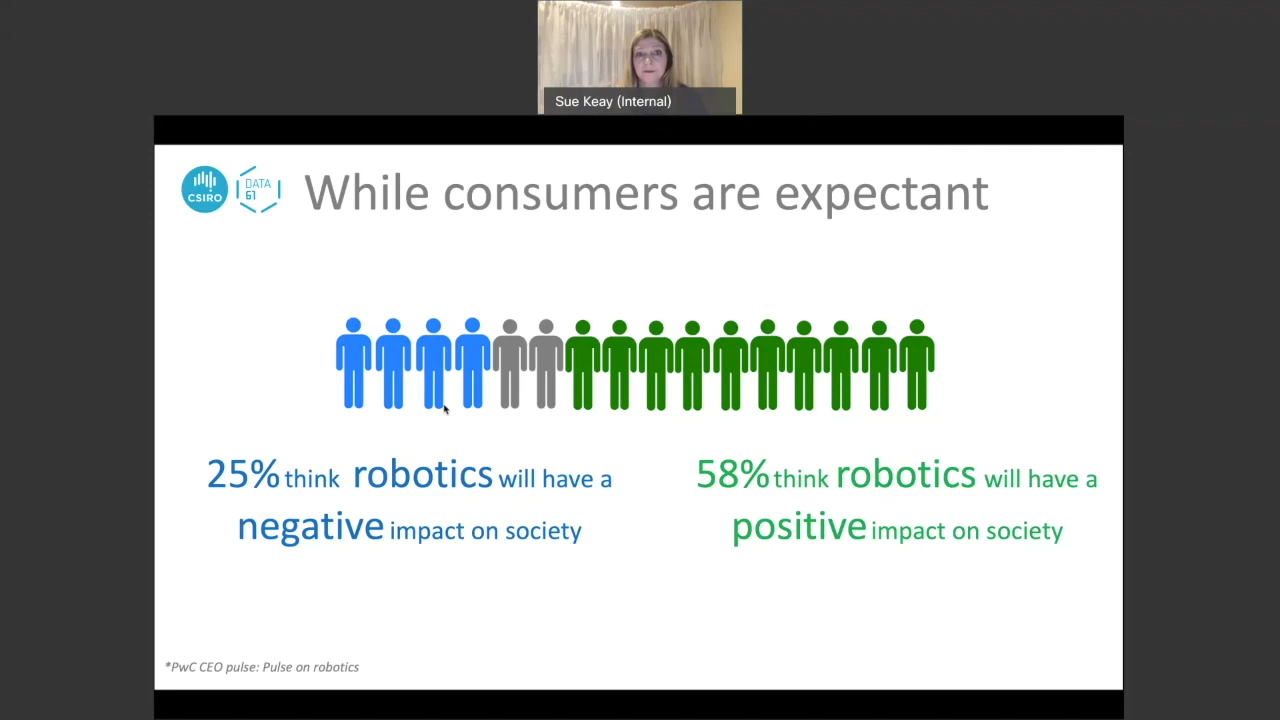 Sue Keay (Internal)
CSIRO
DATA
61
While consumers are expectant
25% think robotics will have a
negative impact on society
58% think robotics will have a
positive impact on society
*PwC CEO pulse: Pulse on robotics